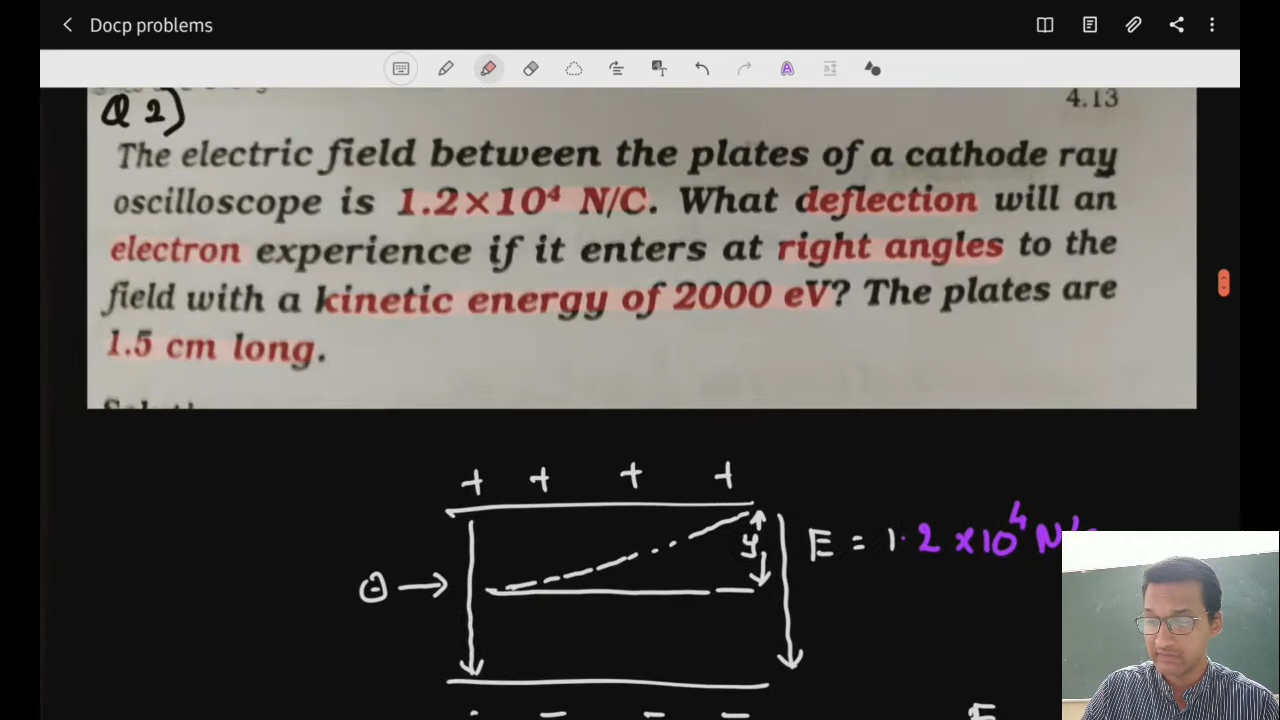 Docp problems
4.13
Q 2)
The electric field between the plates of a cathode ray
oscilloscope is 1.2×10⁴ N/C. What deflection will an
electron experience if it enters at right angles to the
field with a kinetic energy of 2000 eV? The plates are
1.5 cm long.
+ + + +
y
E = 1.2 ×10⁴
⊖ →
- - - -